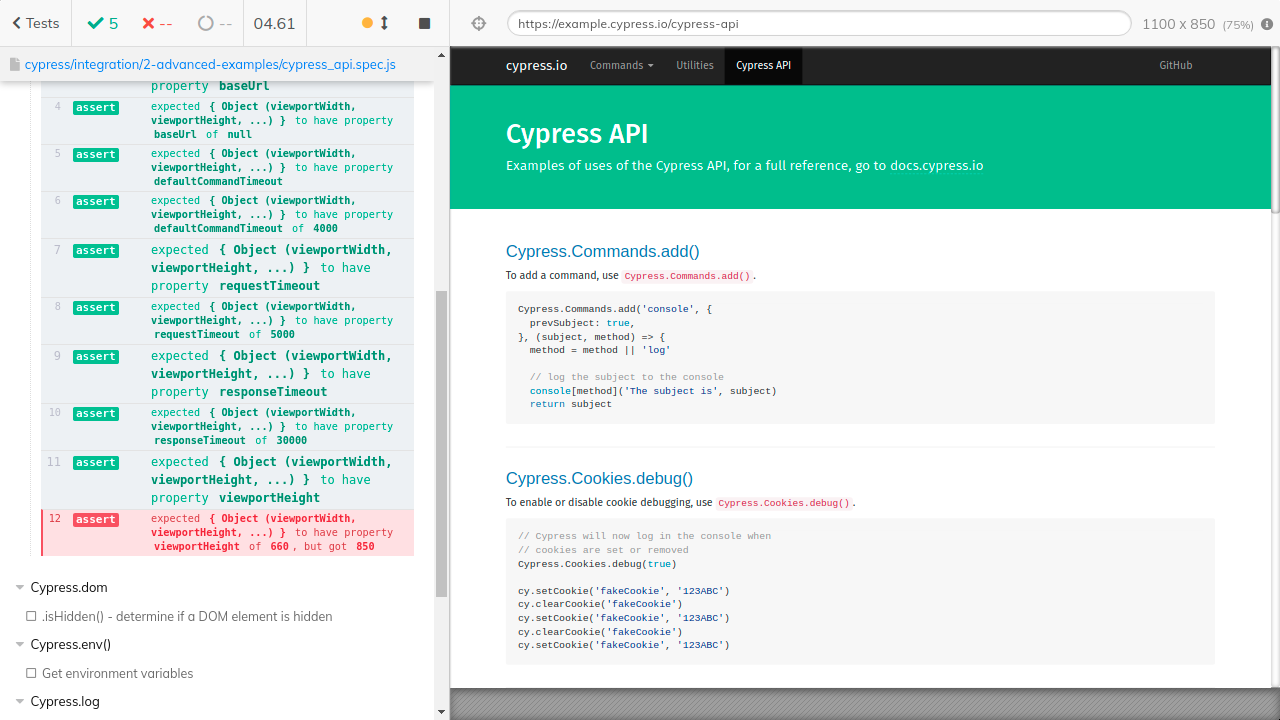 Tests
5
--
--
04.61
https://example.cypress.io/cypress-api
1100 x 850 (75%)
cypress/integration/2-advanced-examples/cypress_api.spec.js
property baseUrl
4 assert expected { Object (viewportWidth,
viewportHeight, ...) } to have property
baseUrl of null
5 assert expected { Object (viewportWidth,
viewportHeight, ...) } to have property
defaultCommandTimeout
6 assert expected { Object (viewportWidth,
viewportHeight, ...) } to have property
defaultCommandTimeout of 4000
7 assert expected { Object (viewportWidth,
viewportHeight, ...) } to have
property requestTimeout
8 assert expected { Object (viewportWidth,
viewportHeight, ...) } to have property
requestTimeout of 5000
9 assert expected { Object (viewportWidth,
viewportHeight, ...) } to have
property responseTimeout
10 assert expected { Object (viewportWidth,
viewportHeight, ...) } to have property
responseTimeout of 30000
11 assert expected { Object (viewportWidth,
viewportHeight, ...) } to have
property viewportHeight
12 assert expected { Object (viewportWidth,
viewportHeight, ...) } to have property
viewportHeight of 660, but got 850
Cypress.dom
.isHidden() - determine if a DOM element is hidden
Cypress.env()
Get environment variables
Cypress.log
cypress.io
Commands
Utilities
Cypress API
GitHub
Cypress API
Examples of uses of the Cypress API, for a full reference, go to docs.cypress.io
Cypress.Commands.add()
To add a command, use Cypress.Commands.add().
Cypress.Commands.add('console', {
  prevSubject: true,
}, (subject, method) => {
  method = method || 'log'
  // log the subject to the console
  console[method]('The subject is', subject)
  return subject
Cypress.Cookies.debug()
To enable or disable cookie debugging, use Cypress.Cookies.debug().
// Cypress will now log in the console when
// cookies are set or removed
Cypress.Cookies.debug(true)
cy.setCookie('fakeCookie', '123ABC')
cy.clearCookie('fakeCookie')
cy.setCookie('fakeCookie', '123ABC')
cy.clearCookie('fakeCookie')
cy.setCookie('fakeCookie', '123ABC')